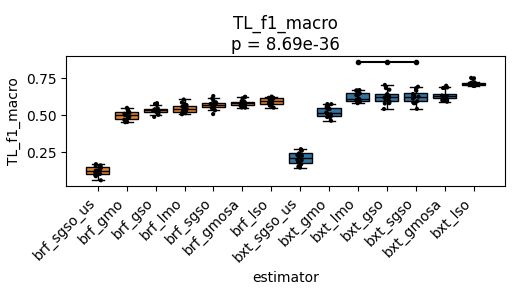 TL_f1_macro
p = 8.69e-36
TL_f1_macro
0.75
0.50
0.25
brf_sgso_us
brf_gmo
brf_gso
brf_lmo
brf_sgso
brf_gmosa
brf_lso
bxt_sgso_us
bxt_gmo
bxt_lmo
bxt_gso
bxt_sgso
bxt_gmosa
bxt_lso
estimator